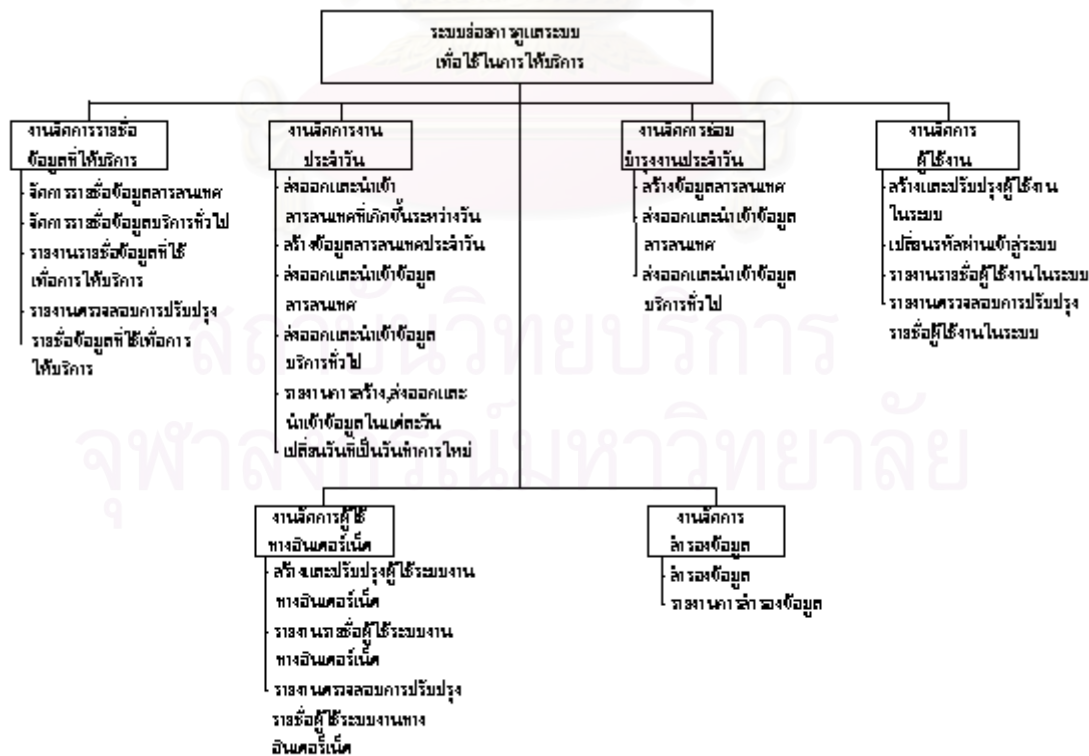 ระบบย่อยการดูแลระบบ
เพื่อใช้ในการให้บริการ
งานจัดการรายชื่อ
ข้อมูลที่ให้บริการ
- จัดการรายชื่อข้อมูลสารสนเทศ
- จัดการรายชื่อข้อมูลบริการทั่วไป
- รายงานรายชื่อข้อมูลที่ใช้
เพื่อการให้บริการ
- รายงานตรวจสอบการปรับปรุง
รายชื่อข้อมูลที่ใช้เพื่อการ
ให้บริการ
งานจัดการงาน
ประจำวัน
- ส่งออกและนำเข้า
สารสนเทศที่เกิดขึ้นระหว่างวัน
- สร้างข้อมูลสารสนเทศประจำวัน
- ส่งออกและนำเข้าข้อมูล
สารสนเทศ
- ส่งออกและนำเข้าข้อมูล
บริการทั่วไป
- รายงานการสร้าง,ส่งออกและ
นำเข้าข้อมูลในแต่ละวัน
- เปลี่ยนวันที่เป็นวันทำการใหม่
งานจัดการซ่อม
บำรุงงานประจำวัน
- สร้างข้อมูลสารสนเทศ
- ส่งออกและนำเข้าข้อมูล
สารสนเทศ
- ส่งออกและนำเข้าข้อมูล
บริการทั่วไป
งานจัดการ
ผู้ใช้งาน
- สร้างและปรับปรุงผู้ใช้งาน
ในระบบ
- เปลี่ยนรหัสผ่านเข้าสู่ระบบ
- รายงานรายชื่อผู้ใช้งานในระบบ
- รายงานตรวจสอบการปรับปรุง
รายชื่อผู้ใช้งานในระบบ
สถาบันวิทยบริการ
จุฬาลงกรณ์มหาวิทยาลัย
งานจัดการผู้ใช้
ทางอินเตอร์เน็ต
- สร้างและปรับปรุงผู้ใช้ระบบงาน
ทางอินเตอร์เน็ต
- รายงานรายชื่อผู้ใช้ระบบงาน
ทางอินเตอร์เน็ต
- รายงานตรวจสอบการปรับปรุง
รายชื่อผู้ใช้ระบบงานทาง
อินเตอร์เน็ต
งานจัดการ
สำรองข้อมูล
- สำรองข้อมูล
- รายงานการสำรองข้อมูล